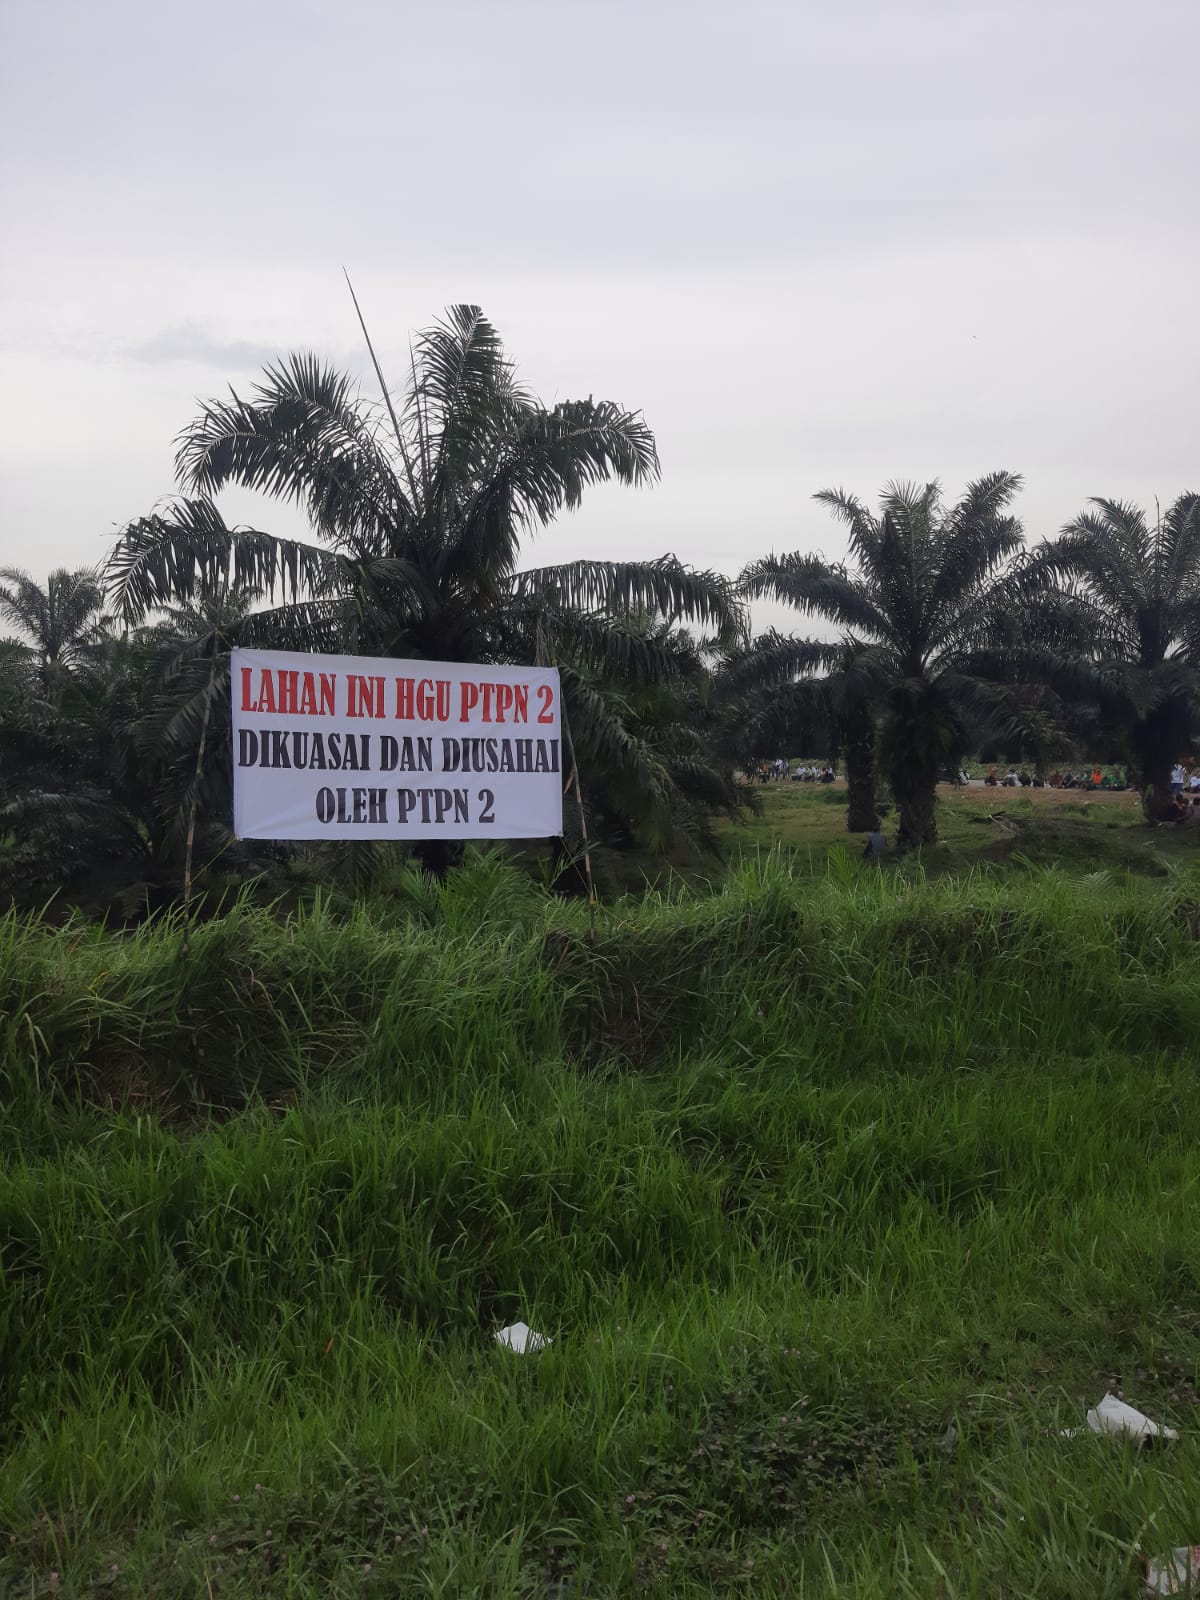 LAHAN INI HGU PTPN 2
DIKUASAI DAN DIUSAHAI
OLEH PTPN 2